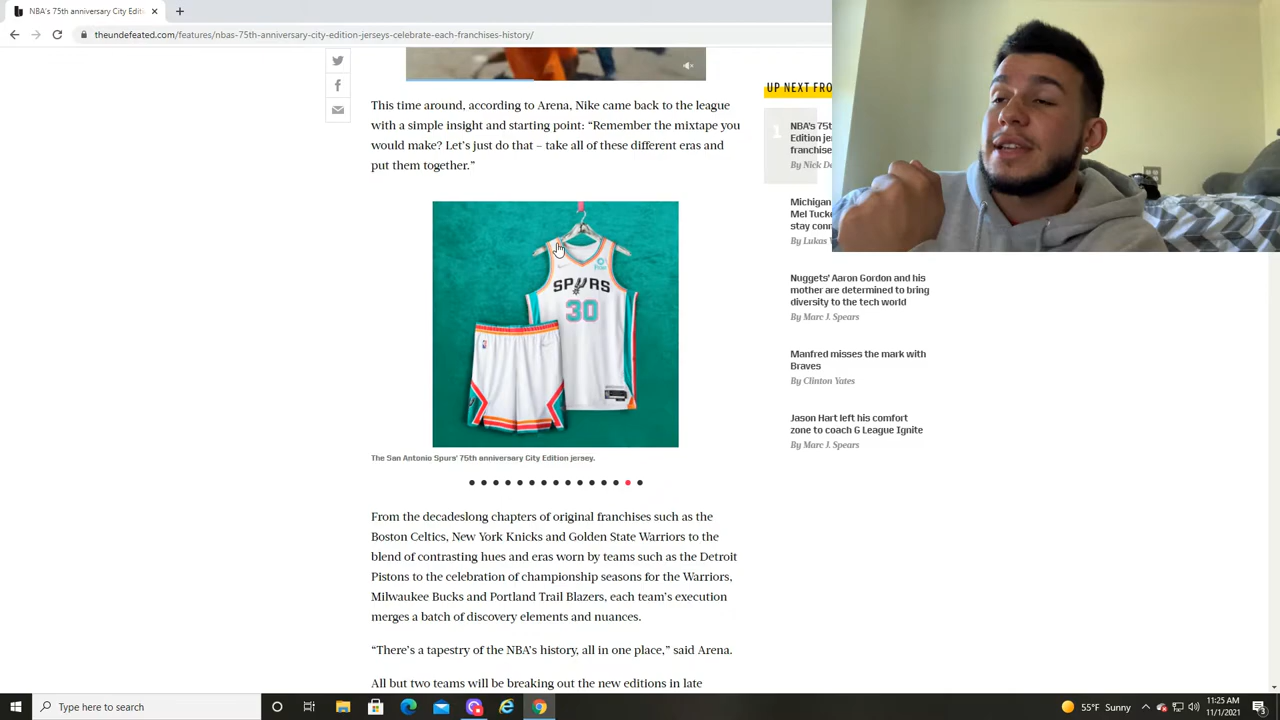 NBA's 75th Anniversary City Edit
theundefeated.com/features/nbas-75th-anniversary-city-edition-jerseys-celebrate-each-franchises-history/
This time around, according to Arena, Nike came back to the league
with a simple insight and starting point: “Remember the mixtape you
would make? Let’s just do that – take all of these different eras and
put them together.”
SPURS
30
The San Antonio Spurs' 75th anniversary City Edition jersey.
From the decadeslong chapters of original franchises such as the
Boston Celtics, New York Knicks and Golden State Warriors to the
blend of contrasting hues and eras worn by teams such as the Detroit
Pistons to the celebration of championship seasons for the Warriors,
Milwaukee Bucks and Portland Trail Blazers, each team’s execution
merges a batch of discovery elements and nuances.
“There’s a tapestry of the NBA’s history, all in one place,” said Arena.
All but two teams will be breaking out the new editions in late
UP NEXT FRO
1
NBA's 75t
Edition je
franchise
By Nick De
Michigan
Mel Tucke
stay conn
By Lukas
Nuggets' Aaron Gordon and his
mother are determined to bring
diversity to the tech world
By Marc J. Spears
Manfred misses the mark with
Braves
By Clinton Yates
Jason Hart left his comfort
zone to coach G League Ignite
By Marc J. Spears
Type here to search
55°F Sunny
11:25 AM
11/1/2021